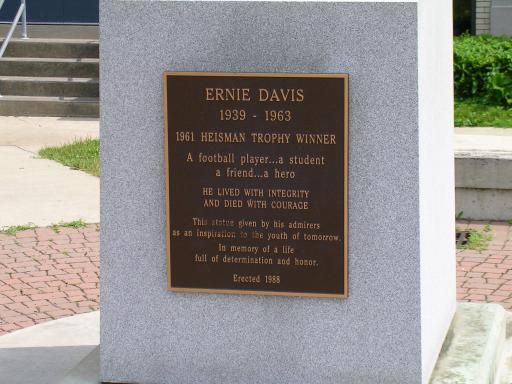 ERNIE DAVIS
1939 - 1963
1961 HEISMAN TROPHY WINNER
A football player...a student
a friend...a hero
HE LIVED WITH INTEGRITY
AND DIED WITH COURAGE
This statue given by his admirers
as an inspiration to the youth of tomorrow.
In memory of a life
full of determination and honor.
Erected 1988